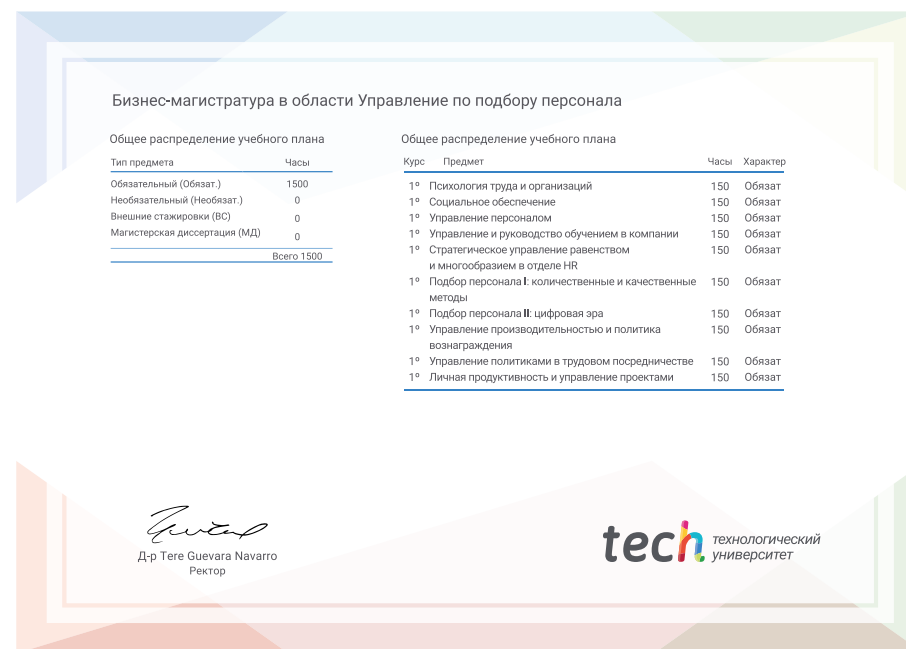 Бизнес-магистратура в области Управление по подбору персонала
Общее распределение учебного плана
Тип предмета Часы
Обязательный (Обязат.) 1500
Необязательный (Необязат.) 0
Внешние стажировки (ВС) 0
Магистерская диссертация (МД) 0
Всего 1500
Общее распределение учебного плана
Курс Предмет Часы Характер
1º Психология труда и организаций 150 Обязат
1º Социальное обеспечение 150 Обязат
1º Управление персоналом 150 Обязат
1º Управление и руководство обучением в компании 150 Обязат
1º Стратегическое управление равенством 150 Обязат
и многообразием в отделе HR
1º Подбор персонала I: количественные и качественные 150 Обязат
методы
1º Подбор персонала II: цифровая эра 150 Обязат
1º Управление производительностью и политика 150 Обязат
вознаграждения
1º Управление политиками в трудовом посредничестве 150 Обязат
1º Личная продуктивность и управление проектами 150 Обязат
Д-р Tere Guevara Navarro
Ректор
tech технологический
университет